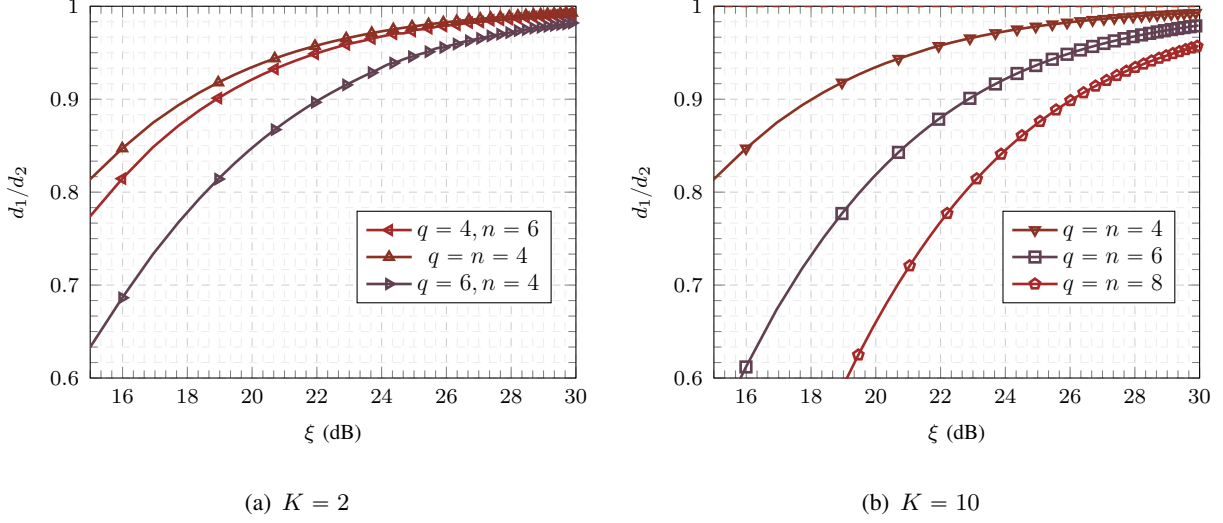 1
0.9
0.8
0.7
0.6
d₁/d₂
16 18 20 22 24 26 28 30
ξ (dB)
q = 4, n = 6
q = n = 4
q = 6, n = 4
(a) K = 2
1
0.9
0.8
0.7
0.6
d₁/d₂
16 18 20 22 24 26 28 30
ξ (dB)
q = n = 4
q = n = 6
q = n = 8
(b) K = 10